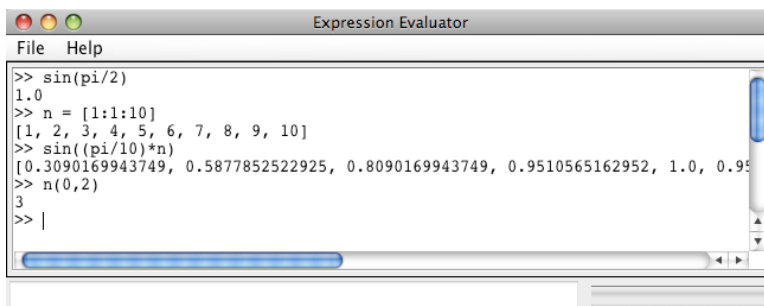 Expression Evaluator
File Help
>> sin(pi/2)
1.0
>> n = [1:1:10]
[1, 2, 3, 4, 5, 6, 7, 8, 9, 10]
>> sin((pi/10)*n)
[0.3090169943749, 0.5877852522925, 0.8090169943749, 0.9510565162952, 1.0, 0.95
>> n(0,2)
3
>>